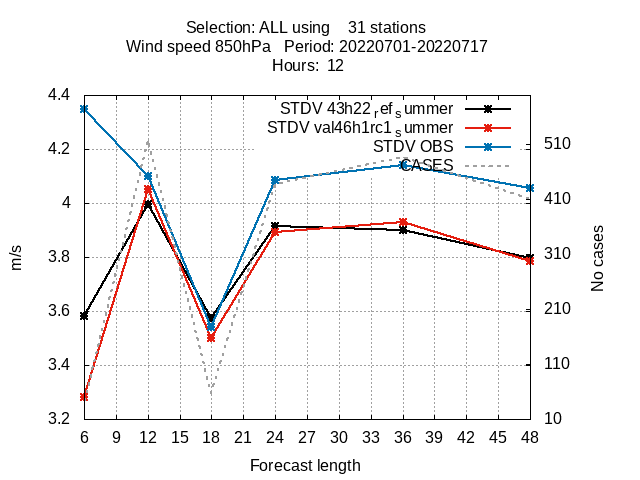 Selection: ALL using    31 stations
Wind speed 850hPa   Period: 20220701-20220717
Hours:  12
4.4
4.2
4
3.8
3.6
3.4
3.2
m/s
STDV 43h22_ref_summer
STDV val46h1rc1_summer
STDV OBS
CASES
510
410
310
210
110
10
No cases
6 9 12 15 18 21 24 27 30 33 36 39 42 45 48
Forecast length